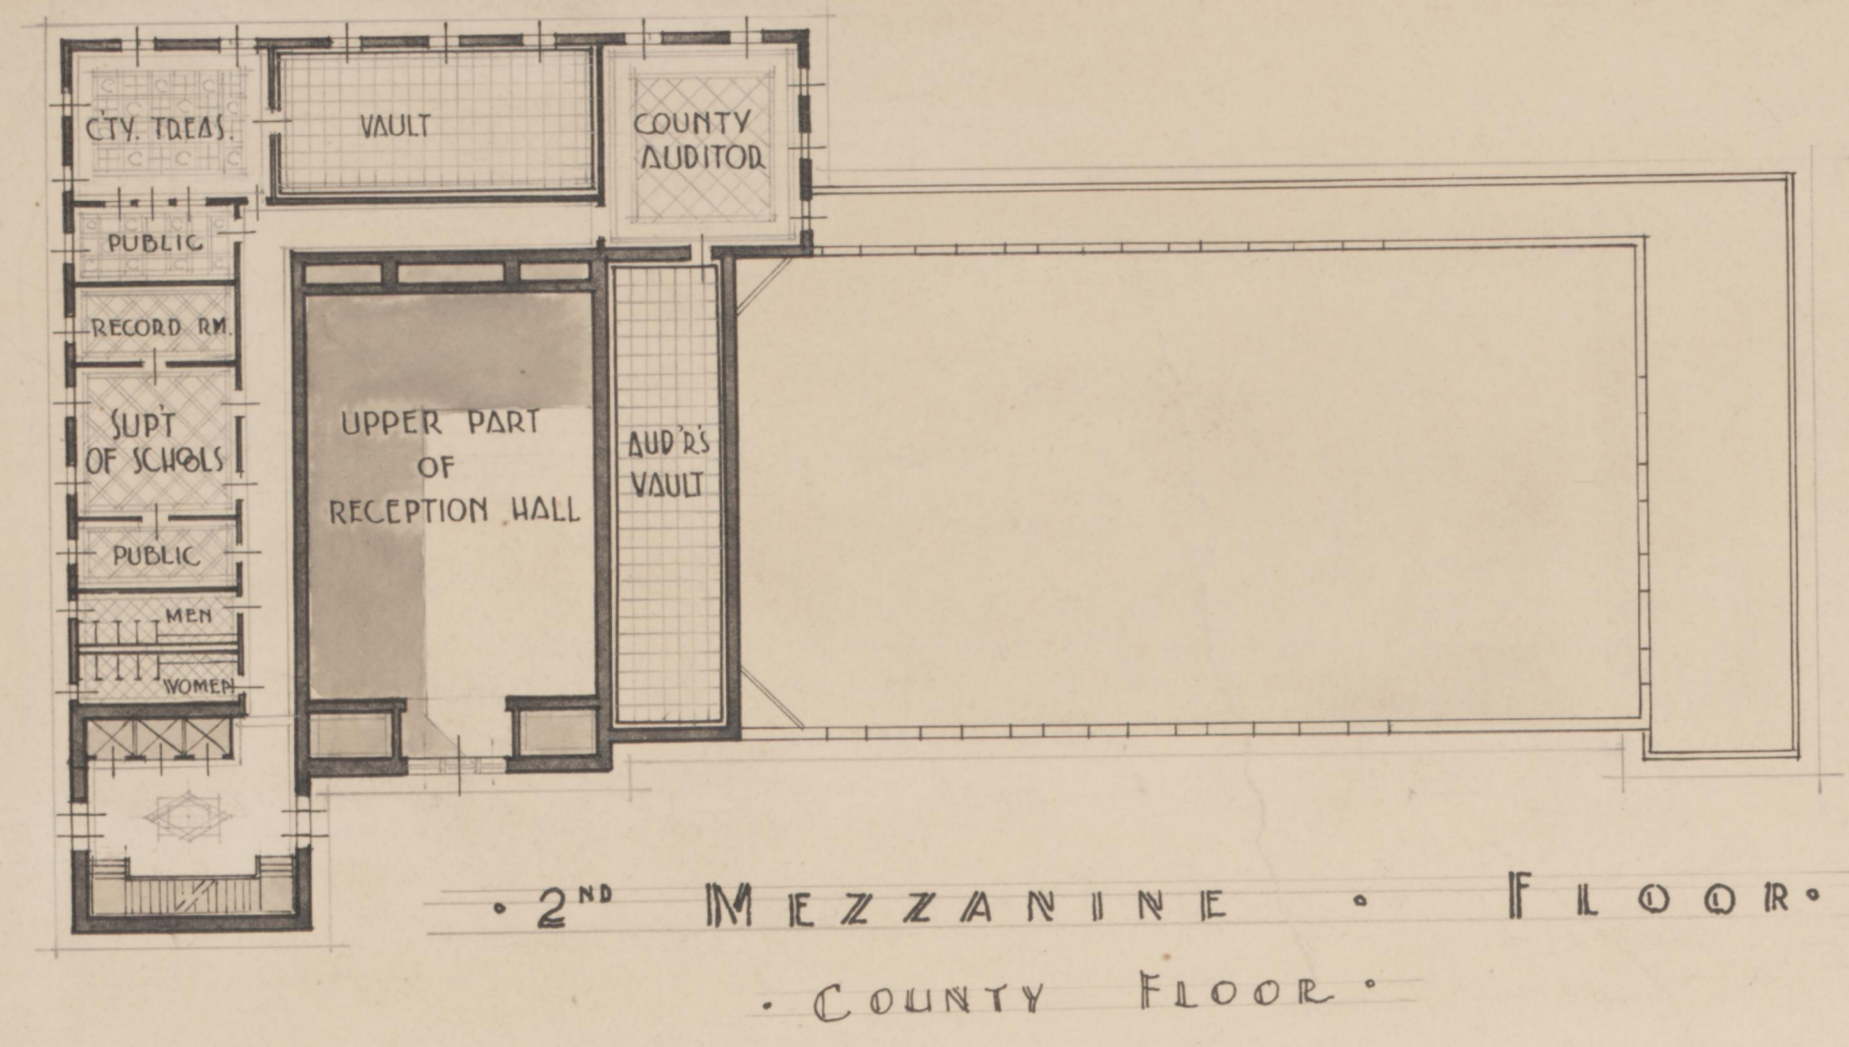 C'TY. TREAS.
VAULT
COUNTY
AUDITOR
PUBLIC
RECORD RM.
SUP'T
OF SCHOOLS
PUBLIC
MEN
WOMEN
UPPER PART
OF
RECEPTION HALL
AUD'R'S
VAULT
· 2ND MEZZANINE · FLOOR ·
· COUNTY FLOOR ·